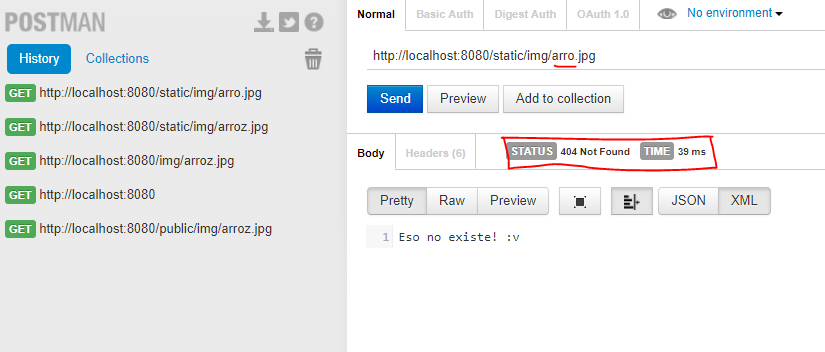 POSTMAN
History Collections
GET http://localhost:8080/static/img/arro.jpg
GET http://localhost:8080/static/img/arroz.jpg
GET http://localhost:8080/img/arroz.jpg
GET http://localhost:8080
GET http://localhost:8080/public/img/arroz.jpg
Normal Basic Auth Digest Auth OAuth 1.0 No environment
http://localhost:8080/static/img/arro.jpg
Send Preview Add to collection
Body Headers (6) STATUS 404 Not Found TIME 39 ms
Pretty Raw Preview JSON XML
1 Eso no existe! :v